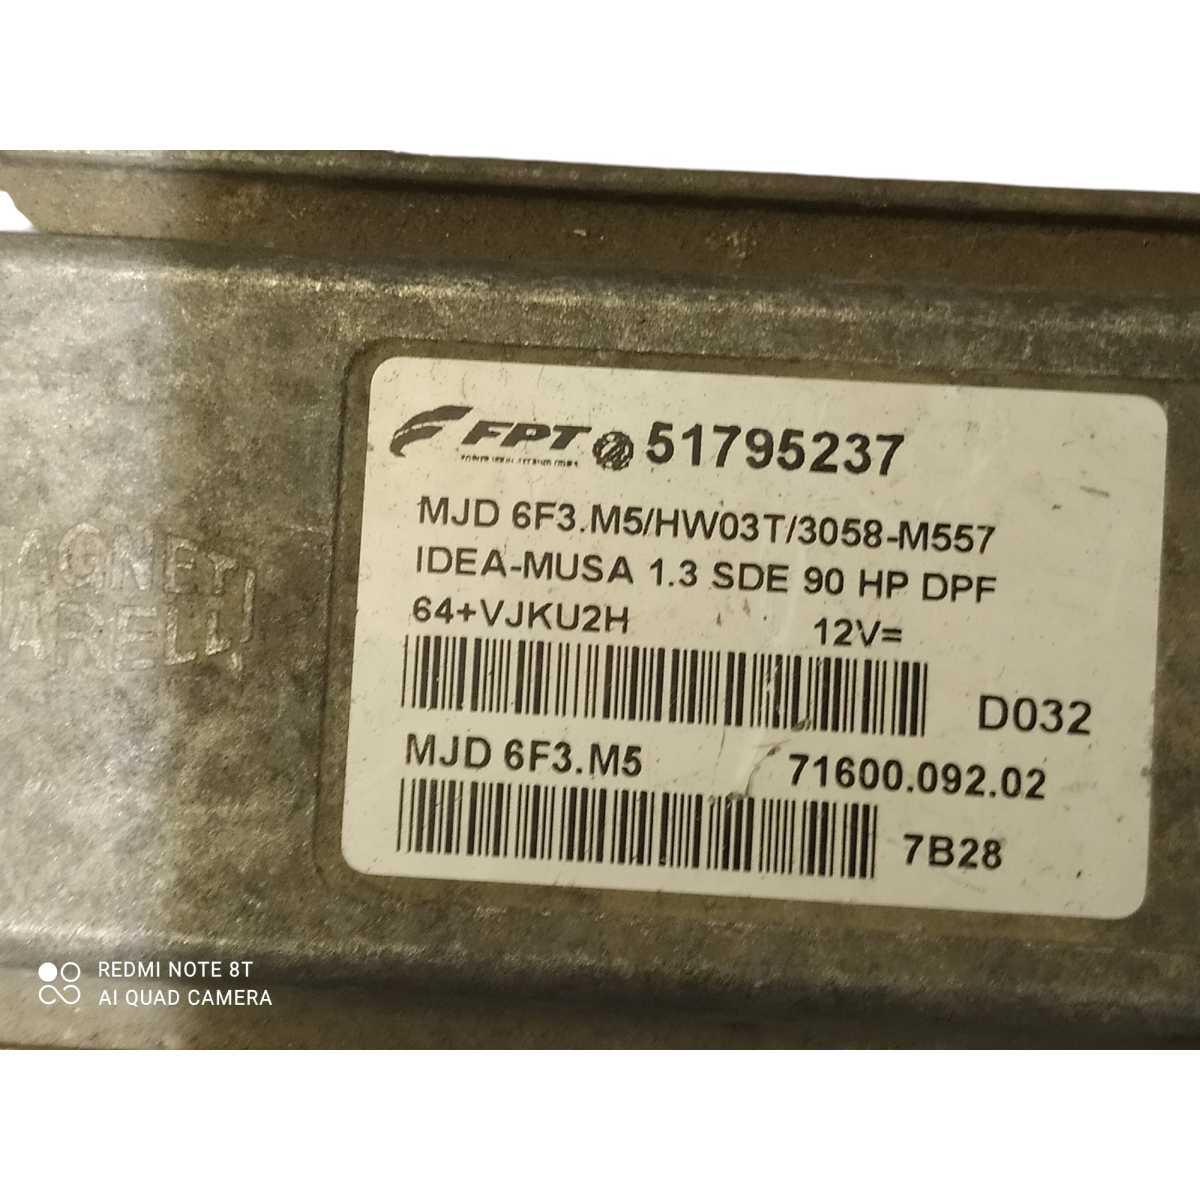 FPT 51795237
MJD 6F3.M5/HW03T/3058-M557
IDEA-MUSA 1.3 SDE 90 HP DPF
64+VJKU2H 12V=
D032
MJD 6F3.M5 71600.092.02
7B28
REDMI NOTE 8T
AI QUAD CAMERA